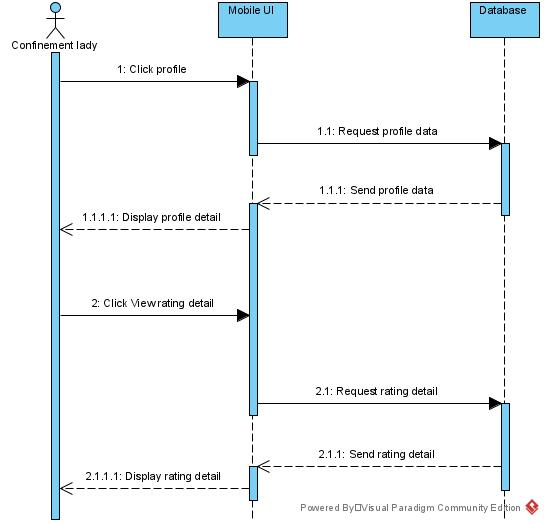 Mobile UI
Database
Confinement lady
1: Click profile
1.1: Request profile data
1.1.1: Send profile data
1.1.1.1: Display profile detail
2: Click View rating detail
2.1: Request rating detail
2.1.1: Send rating detail
2.1.1.1: Display rating detail
Powered By□Visual Paradigm Community Edition